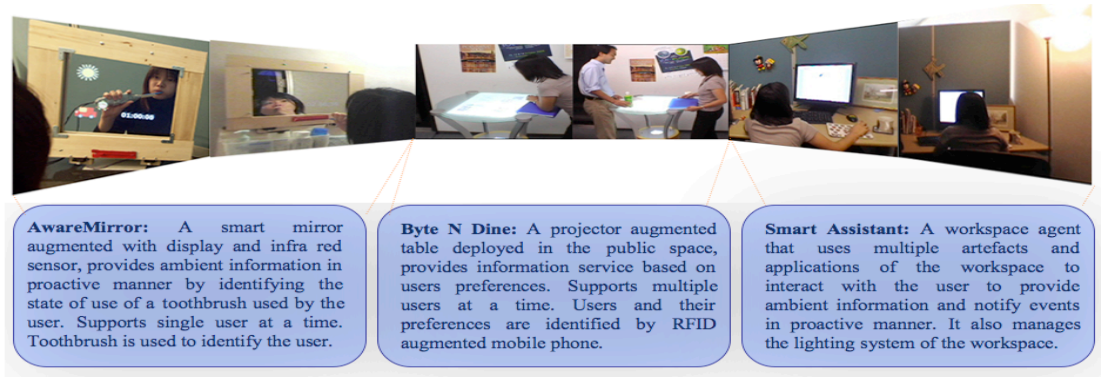 01:00:00
AwareMirror: A smart mirror
augmented with display and infra red
sensor, provides ambient information in
proactive manner by identifying the
state of use of a toothbrush used by the
user. Supports single user at a time.
Toothbrush is used to identify the user.
Byte N Dine: A projector augmented
table deployed in the public space,
provides information service based on
users preferences. Supports multiple
users at a time. Users and their
preferences are identified by RFID
augmented mobile phone.
Smart Assistant: A workspace agent
that uses multiple artefacts and
applications of the workspace to
interact with the user to provide
ambient information and notify events
in proactive manner. It also manages
the lighting system of the workspace.